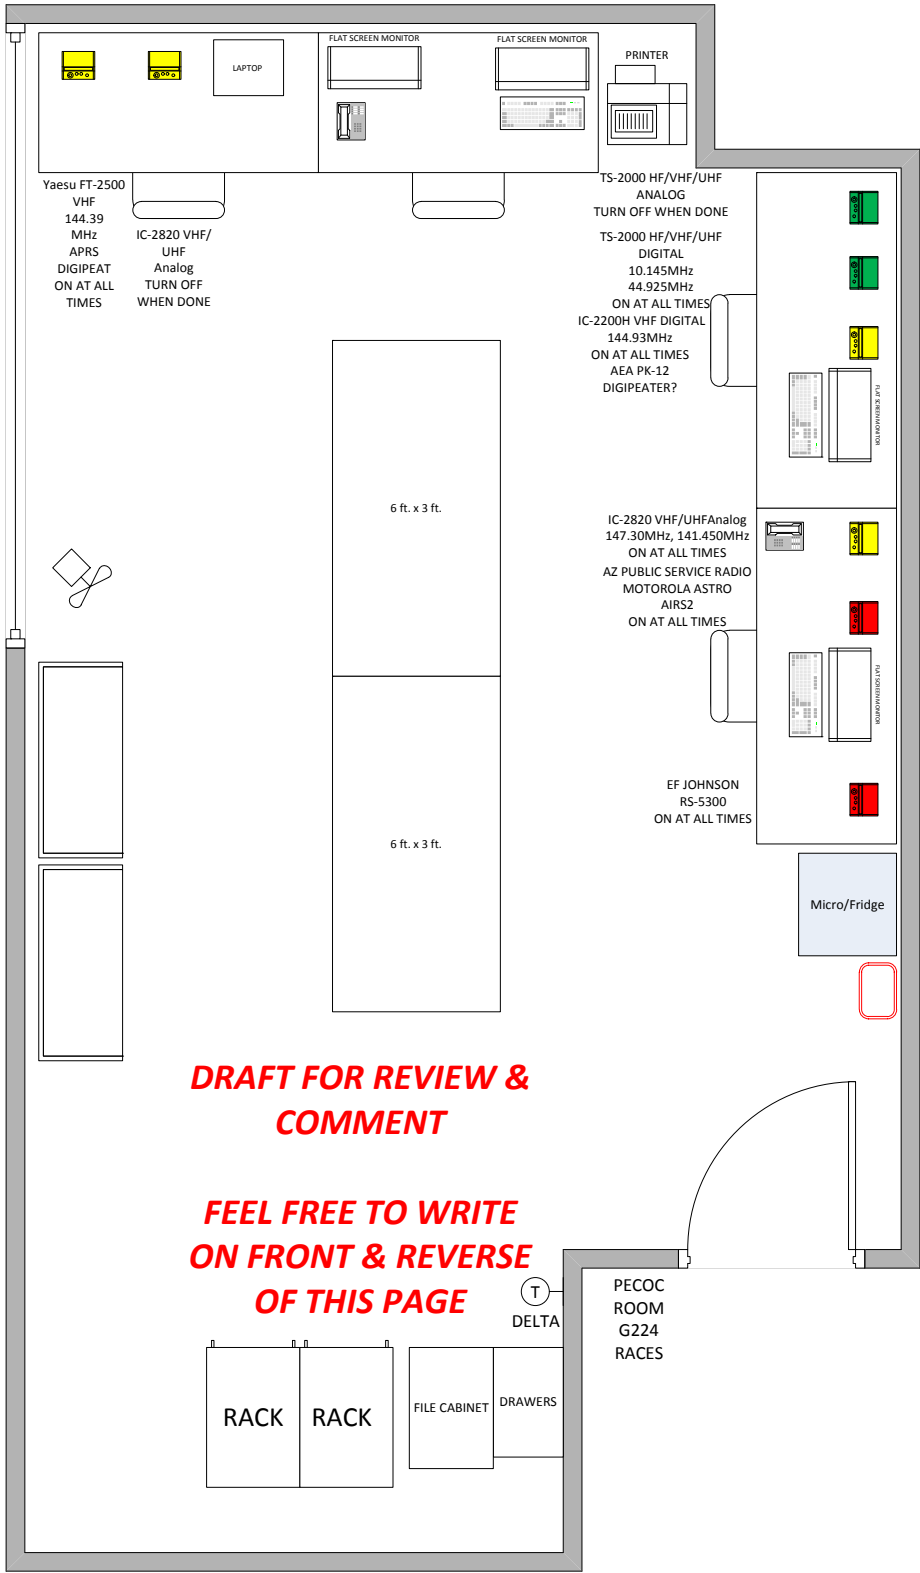 FLAT SCREEN MONITOR
FLAT SCREEN MONITOR
PRINTER
LAPTOP
Yaesu FT-2500
VHF
144.39
MHz
APRS
DIGIPEAT
ON AT ALL
TIMES
IC-2820 VHF/
UHF
Analog
TURN OFF
WHEN DONE
TS-2000 HF/VHF/UHF
ANALOG
TURN OFF WHEN DONE
TS-2000 HF/VHF/UHF
DIGITAL
10.145MHz
44.925MHz
ON AT ALL TIMES
IC-2200H VHF DIGITAL
144.93MHz
ON AT ALL TIMES
AEA PK-12
DIGIPEATER?
FLAT SCREEN MONITOR
6 ft. x 3 ft.
IC-2820 VHF/UHFAnalog
147.30MHz, 141.450MHz
ON AT ALL TIMES
AZ PUBLIC SERVICE RADIO
MOTOROLA ASTRO
AIRS2
ON AT ALL TIMES
FLAT SCREEN MONITOR
EF JOHNSON
RS-5300
ON AT ALL TIMES
6 ft. x 3 ft.
Micro/Fridge
DRAFT FOR REVIEW &
COMMENT
FEEL FREE TO WRITE
ON FRONT & REVERSE
OF THIS PAGE
T
DELTA
PECOC
ROOM
G224
RACES
RACK
RACK
FILE CABINET
DRAWERS